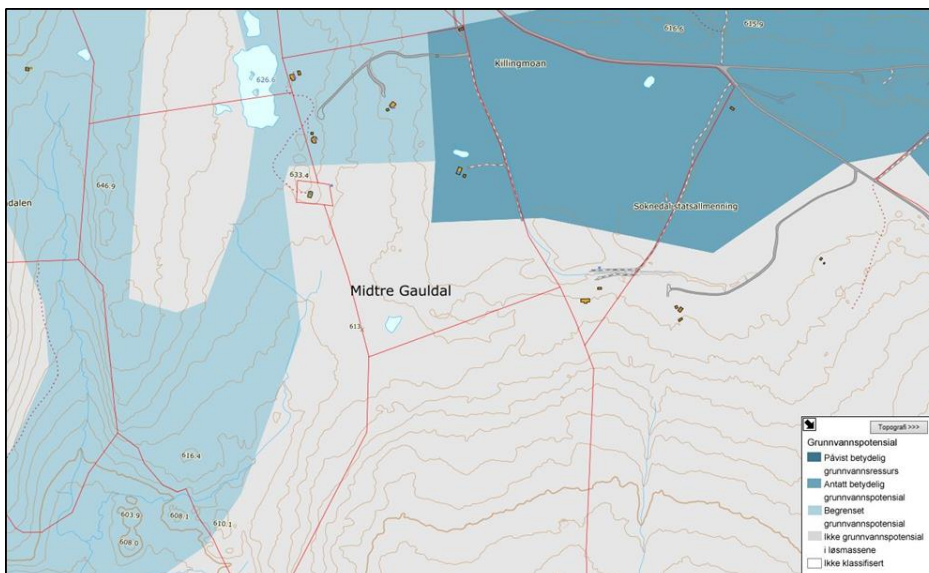 616.6
615.9
Killingmoan
626.6
633.4
646.9
dalen
Soknedal statsallmenning
Midtre Gauldal
613
616.4
603.9
608.1
610.1
608.0
Topografi >>>
Grunnvannspotensial
Påvist betydelig
grunnvannsressurs
Antatt betydelig
grunnvannspotensial
Begrenset
grunnvannspotensial
Ikke grunnvannspotensial
i løsmassene
Ikke klassifisert